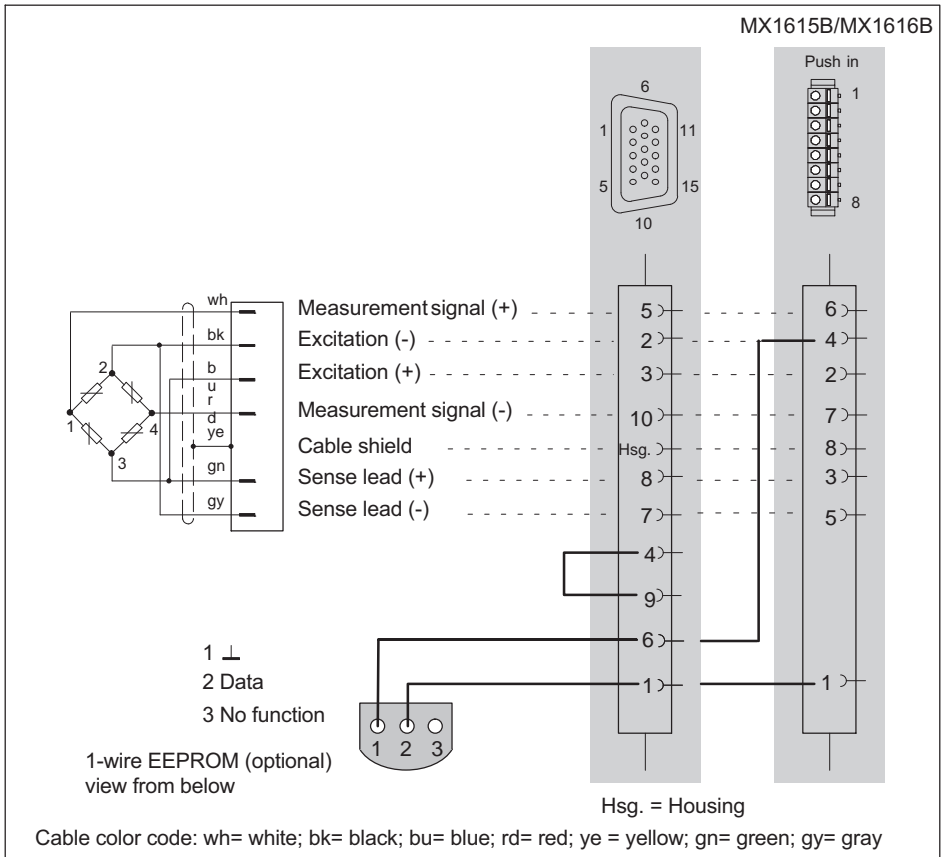 MX1615B/MX1616B
Push in
6
1
1
11
5
15
8
10
wh
Measurement signal (+)
5
6
bk
Excitation (-)
2
4
b
u
Excitation (+)
3
2
r
d
Measurement signal (-)
10
7
ye
Cable shield
Hsg.
8
gn
Sense lead (+)
8
3
gy
Sense lead (-)
7
5
2
1
4
3
4
9
6
1
1
1 ⊥
2 Data
3 No function
1 2 3
1-wire EEPROM (optional)
view from below
Hsg. = Housing
Cable color code: wh= white; bk= black; bu= blue; rd= red; ye = yellow; gn= green; gy= gray